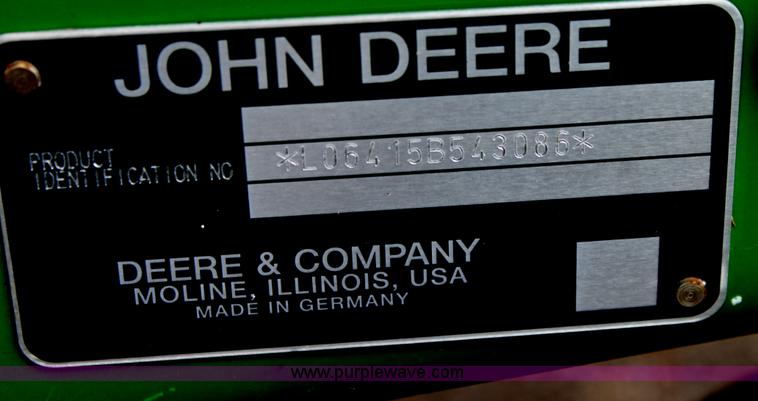 JOHN DEERE
PRODUCT
IDENTIFICATION NO
*L06415B543086*
DEERE & COMPANY
MOLINE, ILLINOIS, USA
MADE IN GERMANY
www.purplewave.com